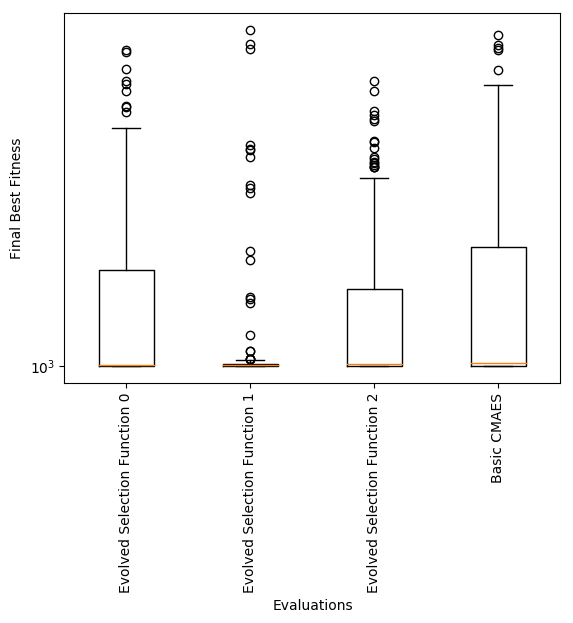 Final Best Fitness
10³
Evolved Selection Function 0
Evolved Selection Function 1
Evolved Selection Function 2
Basic CMAES
Evaluations